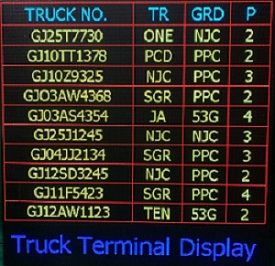 TRUCK NO. TR GRD P
GJ25T7730 ONE NJC 2
GJ10TT1378 PCD PPC 2
GJ10Z9325 NJC PPC 3
GJO3AW4368 SGR PPC 2
GJ03AS4354 JA 53G 4
GJ25J1245 NJC NJC 3
GJ04JJ2134 SGR PPC 3
GJ12SD3245 NJC PPC 2
GJ11F5423 SGR PPC 4
GJ12AW1123 TEN 53G 2
Truck Terminal Display